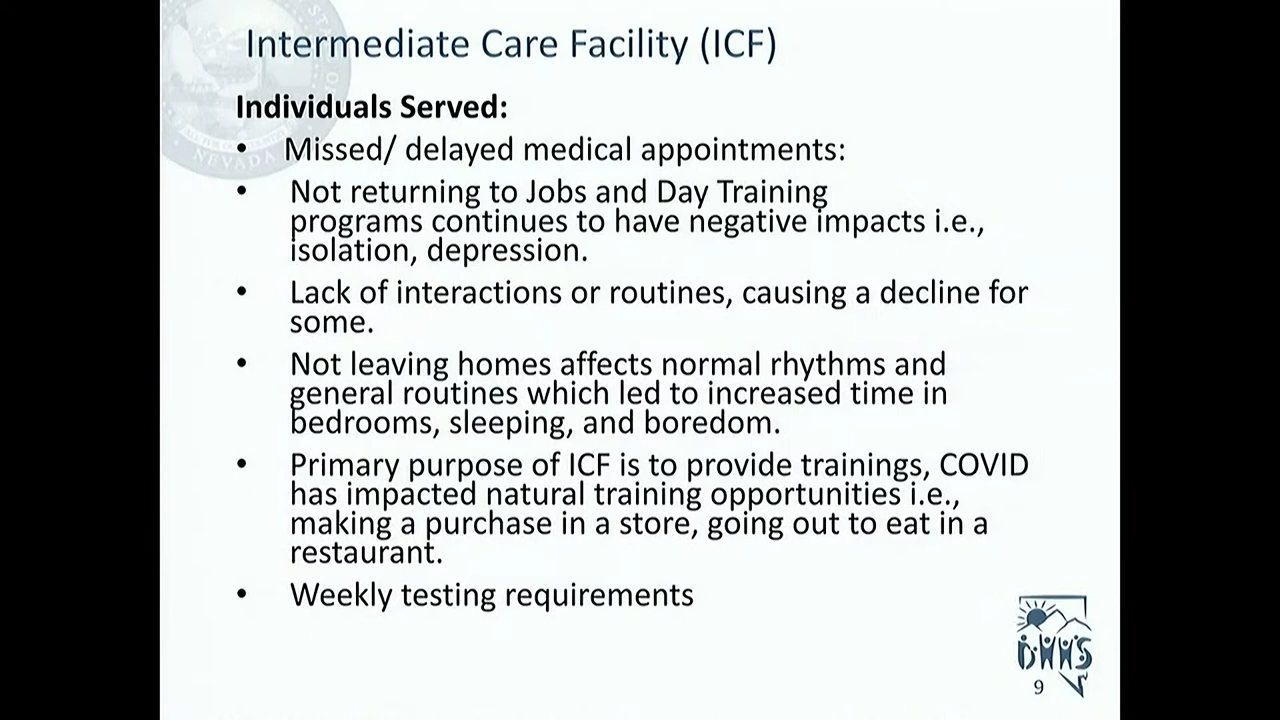 Intermediate Care Facility (ICF)
Individuals Served:
• Missed/ delayed medical appointments:
• Not returning to Jobs and Day Training
programs continues to have negative impacts i.e.,
isolation, depression.
• Lack of interactions or routines, causing a decline for
some.
• Not leaving homes affects normal rhythms and
general routines which led to increased time in
bedrooms, sleeping, and boredom.
• Primary purpose of ICF is to provide trainings, COVID
has impacted natural training opportunities i.e.,
making a purchase in a store, going out to eat in a
restaurant.
• Weekly testing requirements
DHHS
9
NEVADA